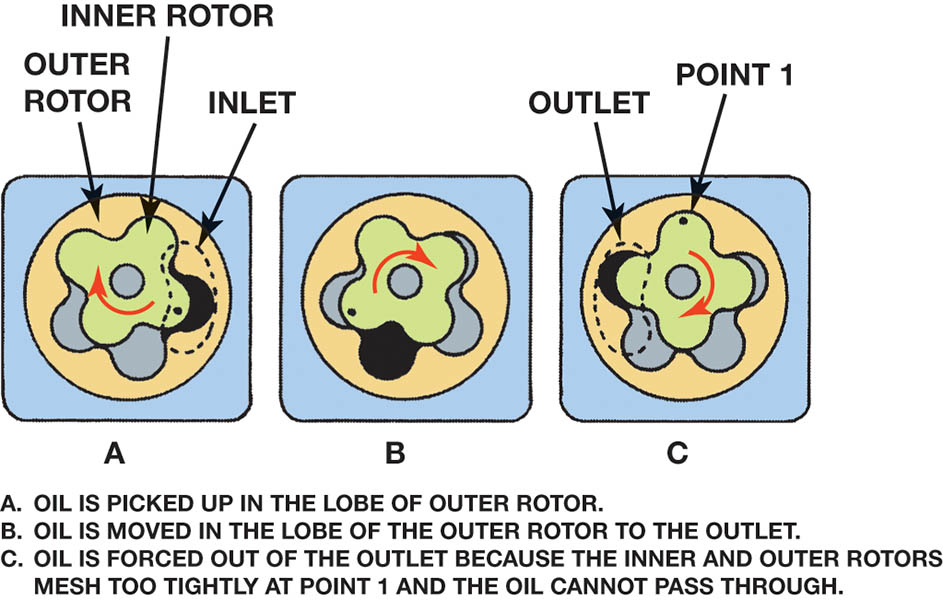 INNER ROTOR
OUTER
ROTOR
INLET
OUTLET
POINT 1
A
B
C
A. OIL IS PICKED UP IN THE LOBE OF OUTER ROTOR.
B. OIL IS MOVED IN THE LOBE OF THE OUTER ROTOR TO THE OUTLET.
C. OIL IS FORCED OUT OF THE OUTLET BECAUSE THE INNER AND OUTER ROTORS
MESH TOO TIGHTLY AT POINT 1 AND THE OIL CANNOT PASS THROUGH.